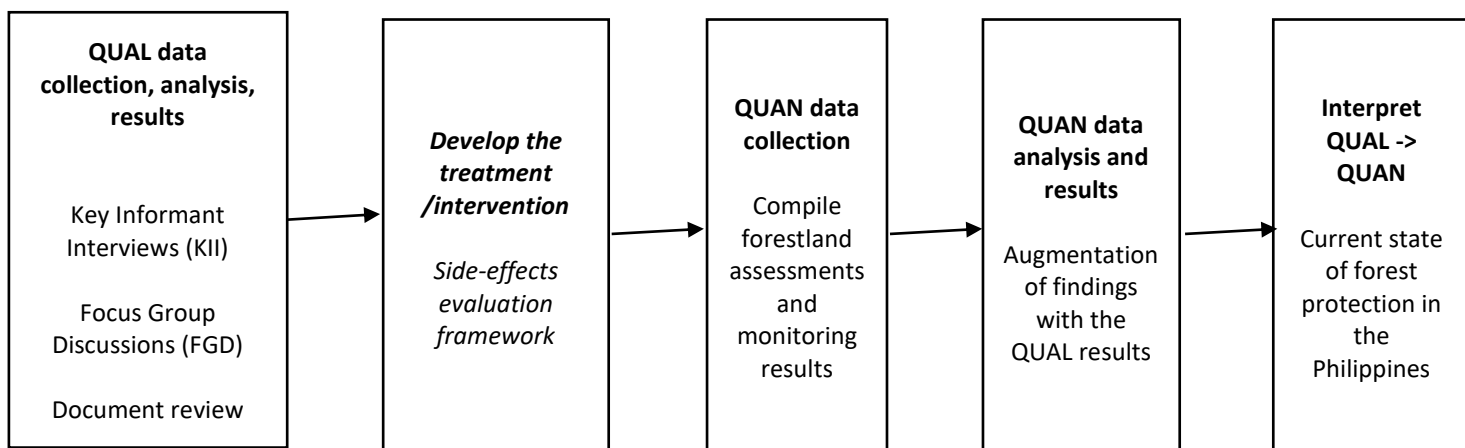 QUAL data
collection, analysis,
results
Key Informant
Interviews (KII)
Focus Group
Discussions (FGD)
Document review
Develop the
treatment
/intervention
Side-effects
evaluation
framework
QUAN data
collection
Compile
forestland
assessments
and
monitoring
results
QUAN data
analysis and
results
Augmentation
of findings
with the
QUAL results
Interpret
QUAL ->
QUAN
Current state
of forest
protection in
the
Philippines